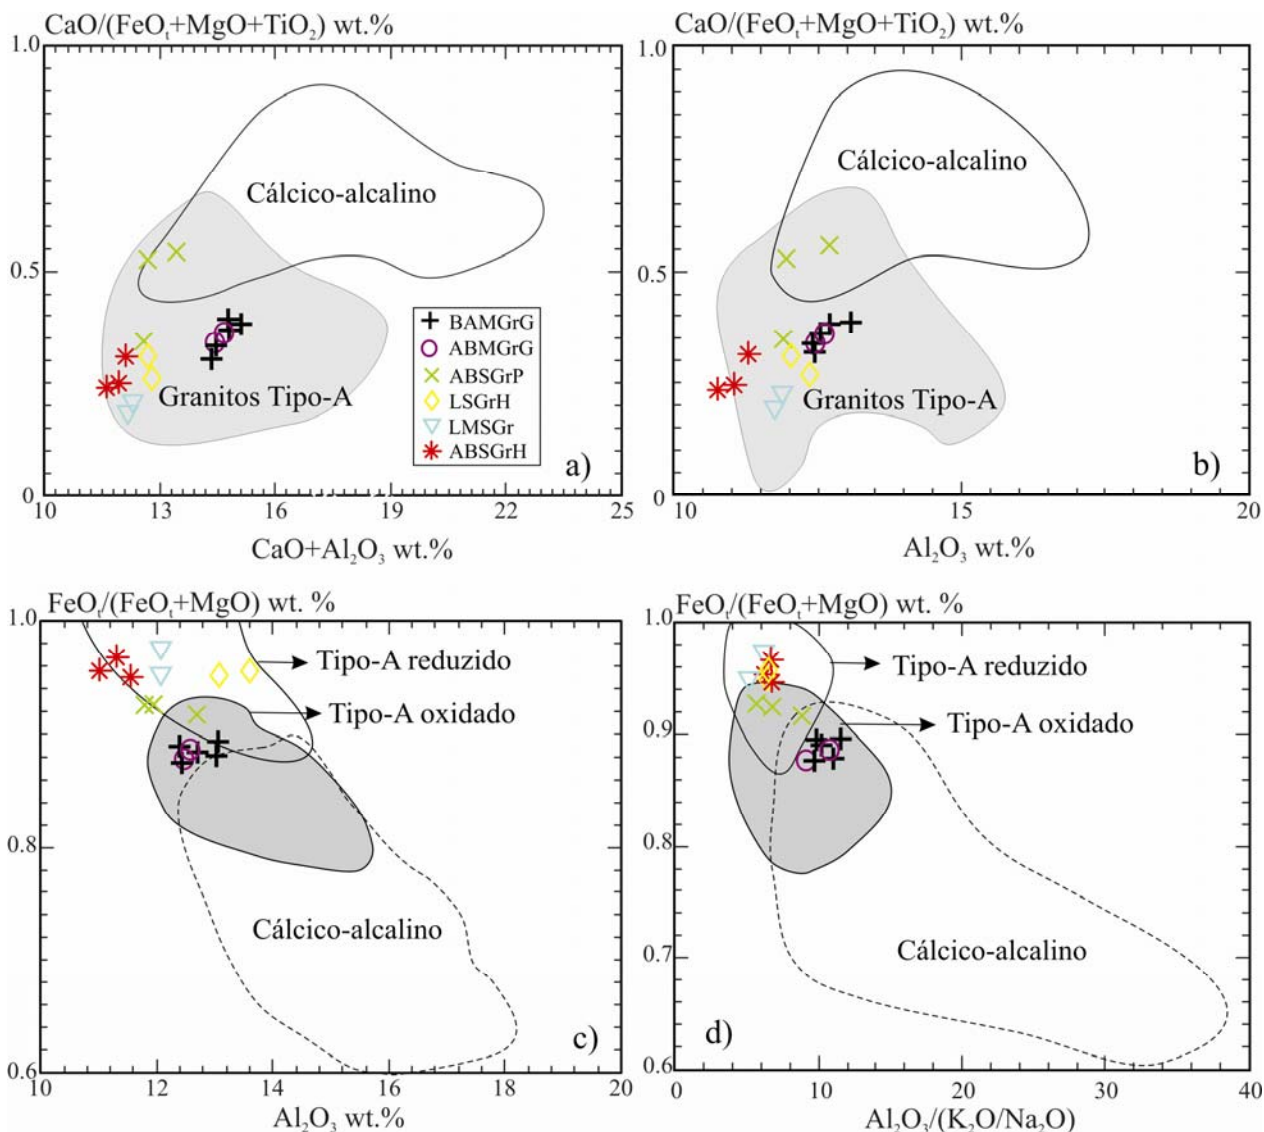 CaO/(FeOₜ+MgO+TiO₂) wt.%
1.0
0.5
0
Cálcico-alcalino
Granitos Tipo-A
BAMGrG
ABMGrG
ABSGrP
LSGrH
LMSGr
ABSGrH
a)
10 13 16 19 22 25
CaO+Al₂O₃ wt.%
CaO/(FeOₜ+MgO+TiO₂) wt.%
1.0
0.5
0
Cálcico-alcalino
Granitos Tipo-A
b)
10 15 20
Al₂O₃ wt.%
FeOₜ/(FeOₜ+MgO) wt. %
1.0
0.8
0.6
Tipo-A reduzido
Tipo-A oxidado
Cálcico-alcalino
c)
10 12 14 16 18 20
Al₂O₃ wt.%
FeOₜ/(FeOₜ+MgO) wt. %
1.0
0.9
0.8
0.7
0.6
Tipo-A reduzido
Tipo-A oxidado
Cálcico-alcalino
d)
0 10 20 30 40
Al₂O₃/(K₂O/Na₂O)